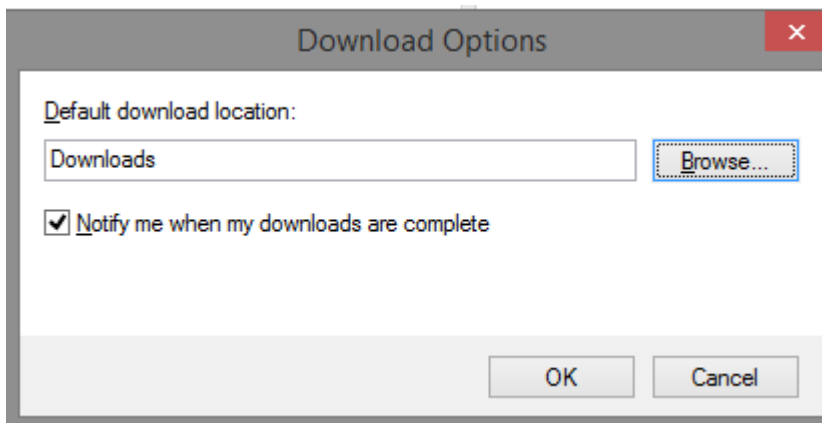 Download Options
Default download location:
Downloads
Browse...
Notify me when my downloads are complete
OK
Cancel